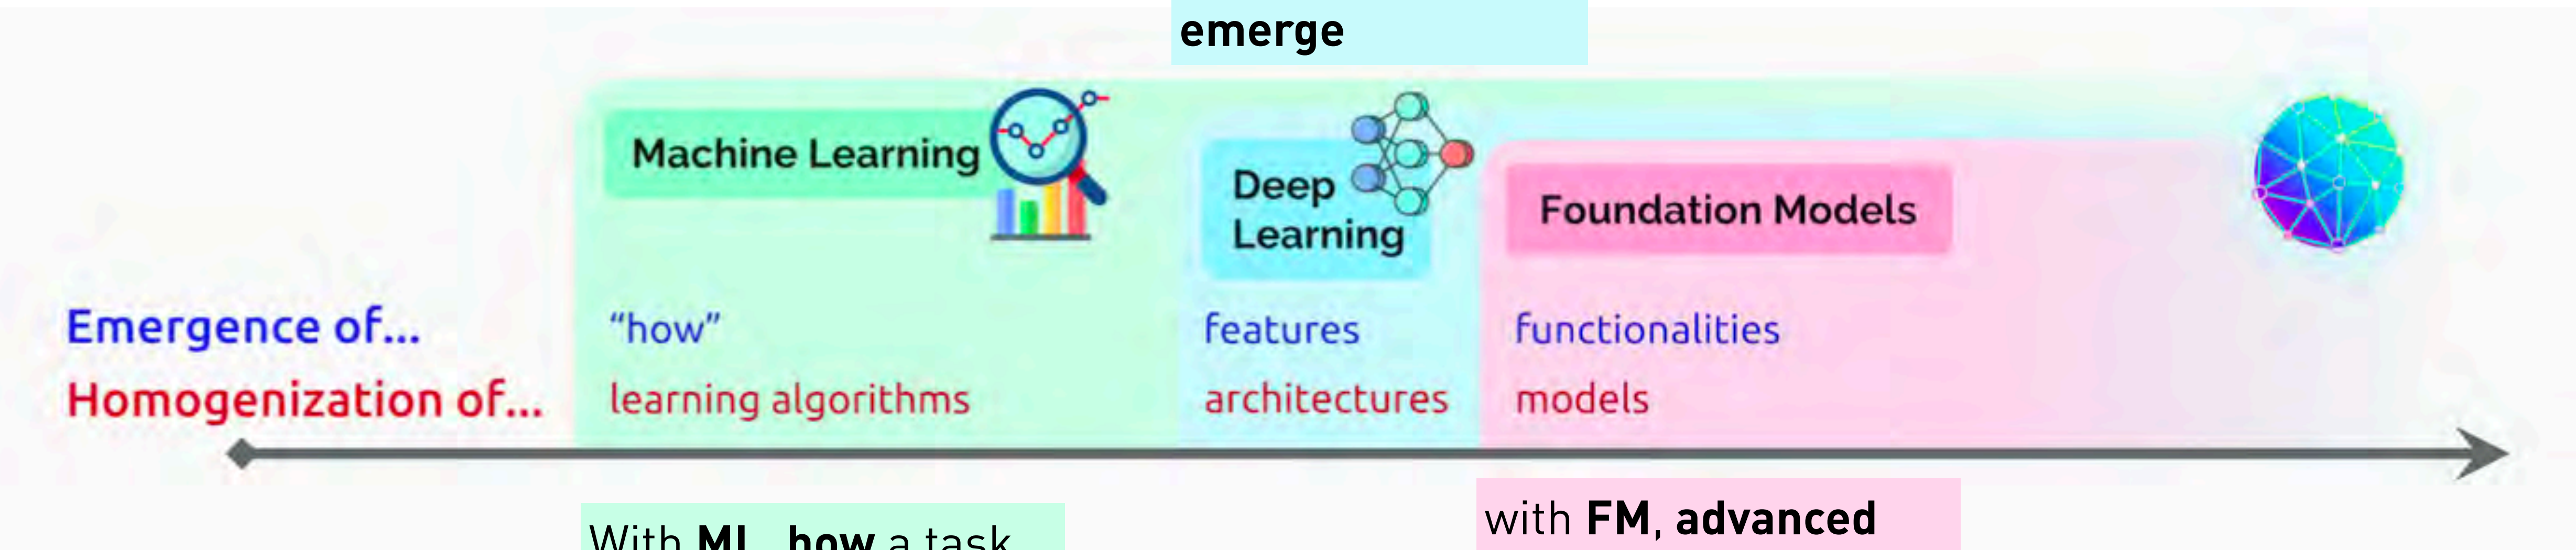 emerge
Machine Learning
Deep
Learning
Foundation Models
Emergence of...
“how”
features
functionalities
Homogenization of...
learning algorithms
architectures
models
With ML, how a task
with FM, advanced